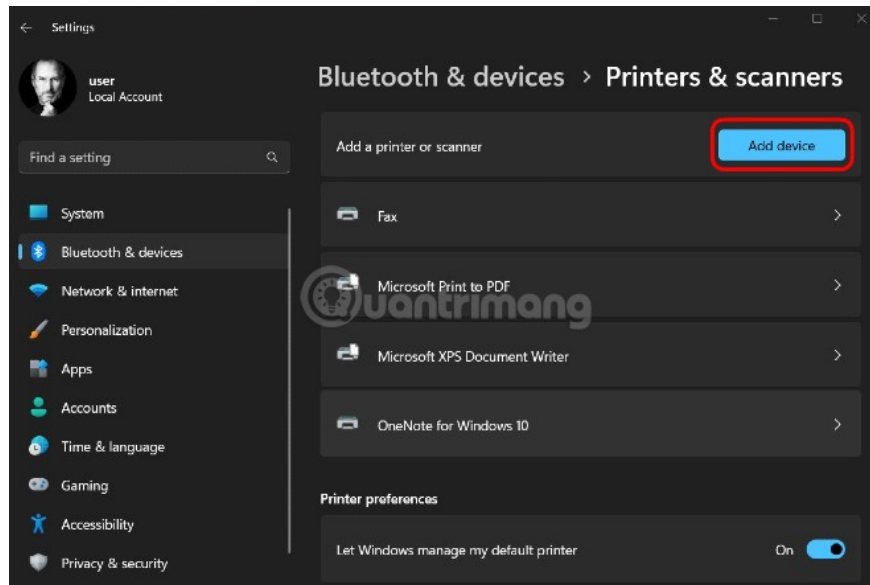 Settings
user
Local Account
Find a setting
System
Bluetooth & devices
Network & internet
Personalization
Apps
Accounts
Time & language
Gaming
Accessibility
Privacy & security
Bluetooth & devices > Printers & scanners
Add a printer or scanner
Add device
Fax
Microsoft Print to PDF
Quantrimang
Microsoft XPS Document Writer
OneNote for Windows 10
Printer preferences
Let Windows manage my default printer
On